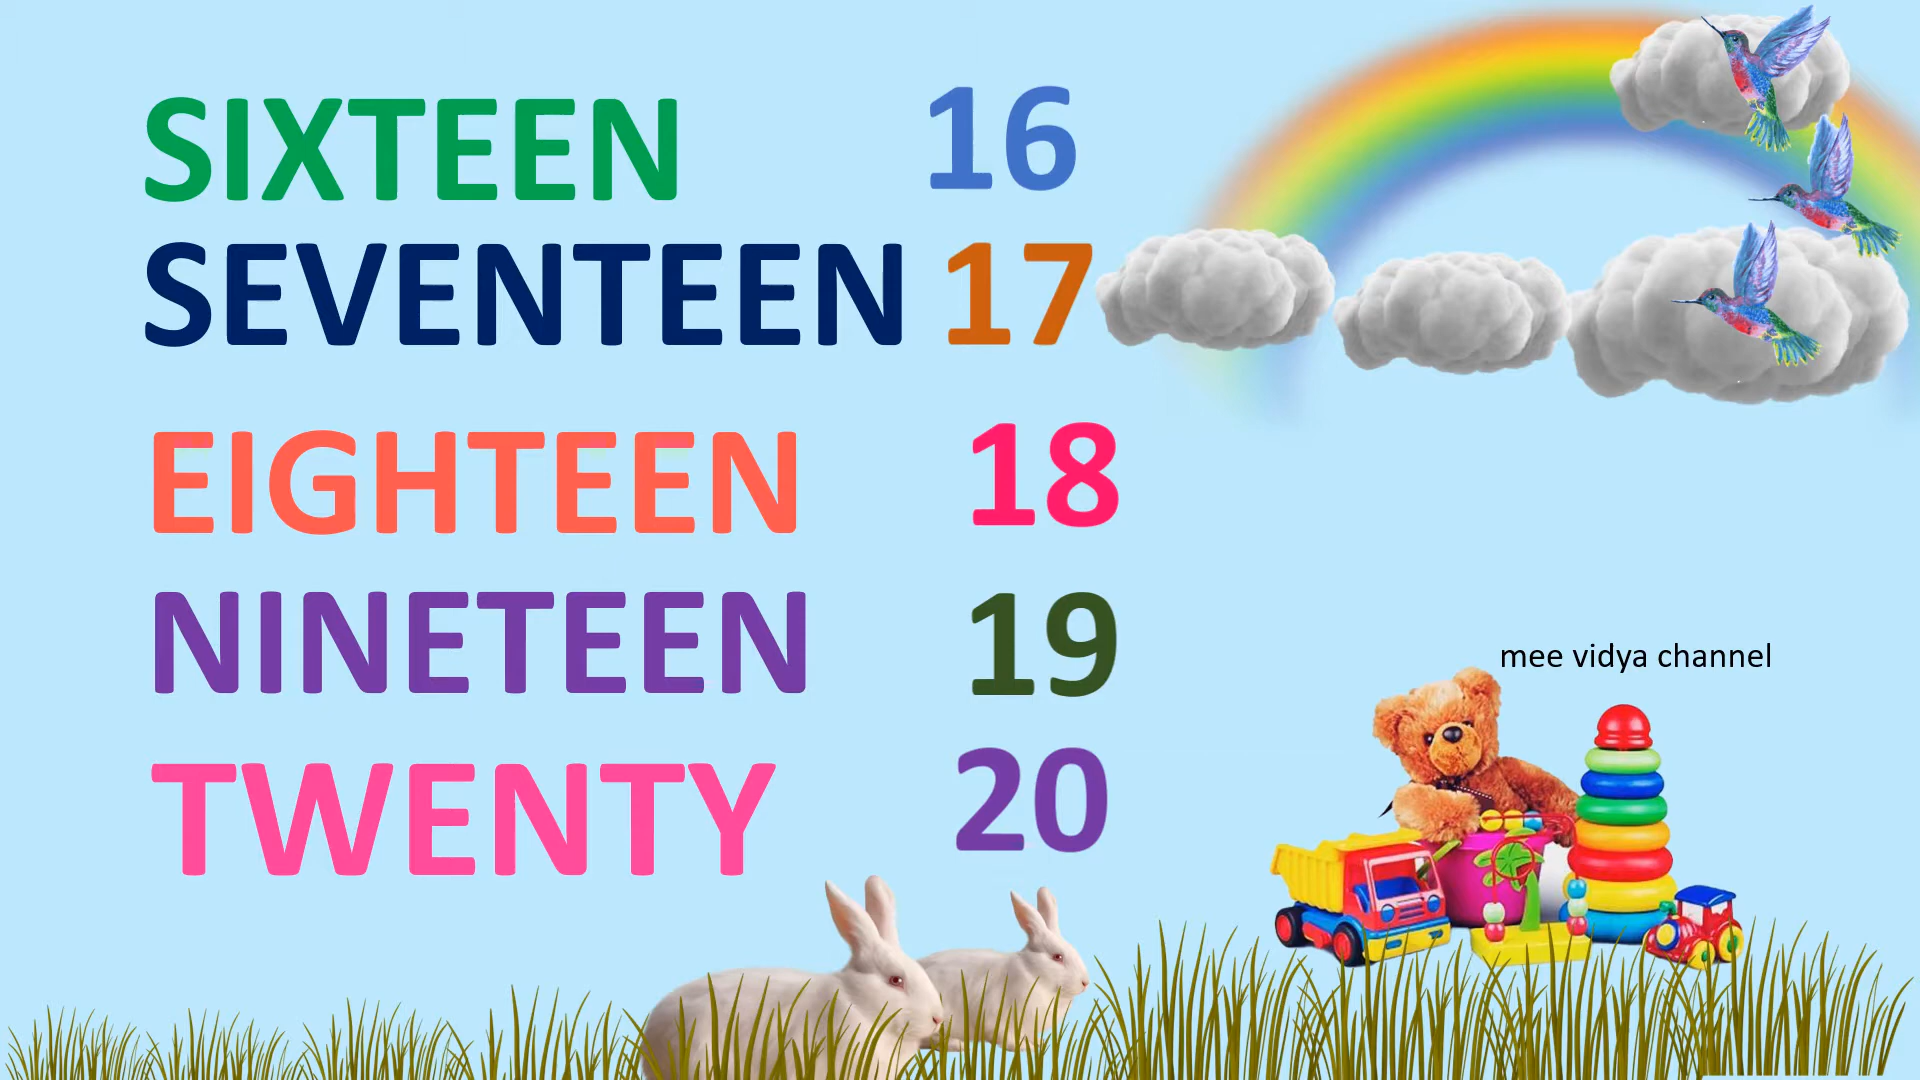 SIXTEEN 16
SEVENTEEN 17
EIGHTEEN 18
NINETEEN 19
TWENTY 20
mee vidya channel